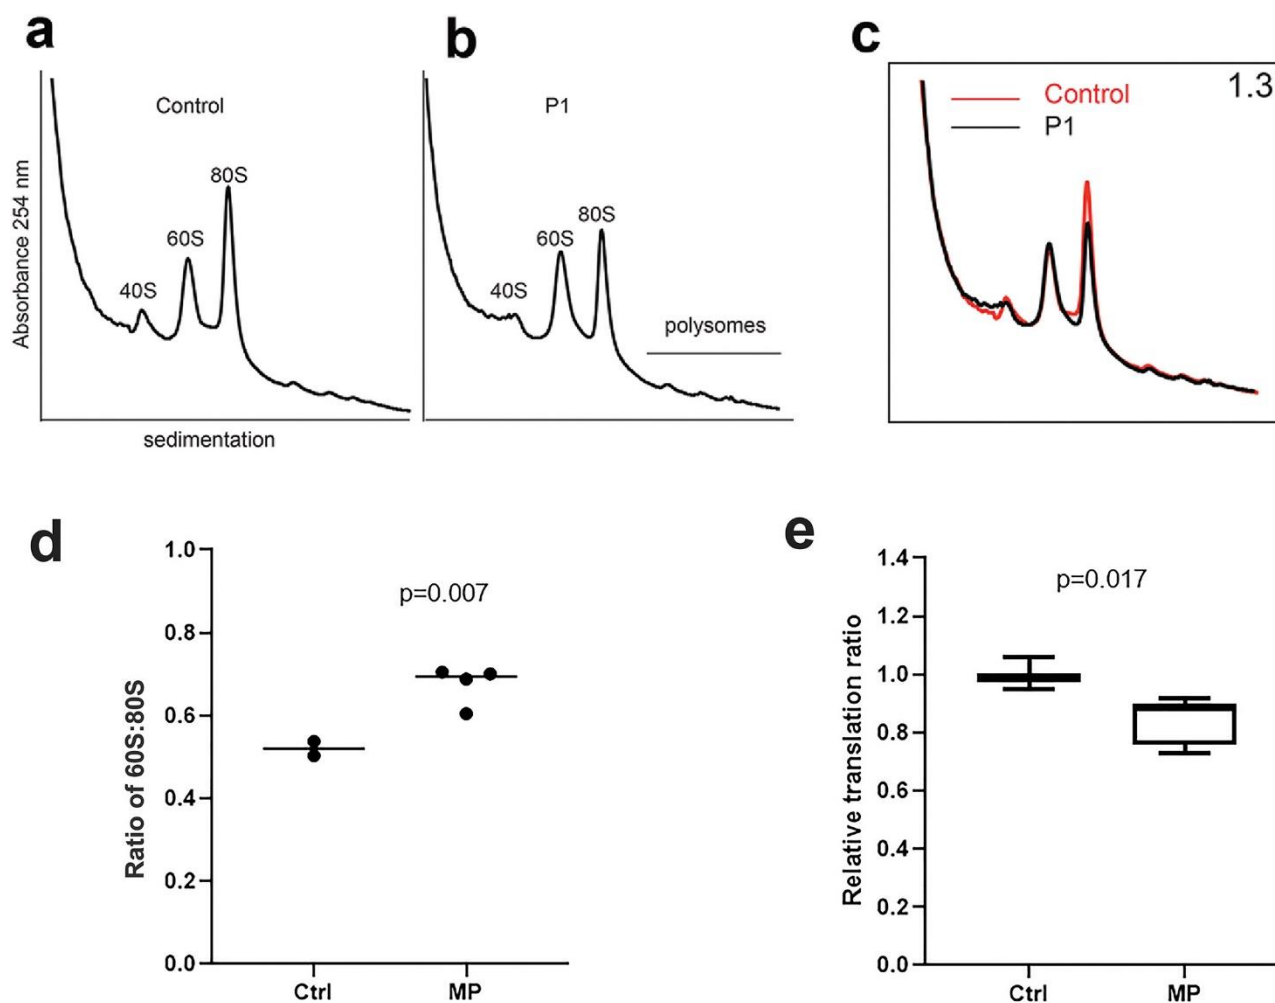 a
Absorbance 254 nm
Control
40S
60S
80S
sedimentation
b
P1
40S
60S
80S
polysomes
c
Control
P1
1.3
d
Ratio of 60S:80S
1.0
0.8
0.6
0.4
0.2
0.0
p=0.007
Ctrl
MP
e
Relative translation ratio
1.4
1.2
1.0
0.8
0.6
0.4
0.2
0.0
p=0.017
Ctrl
MP